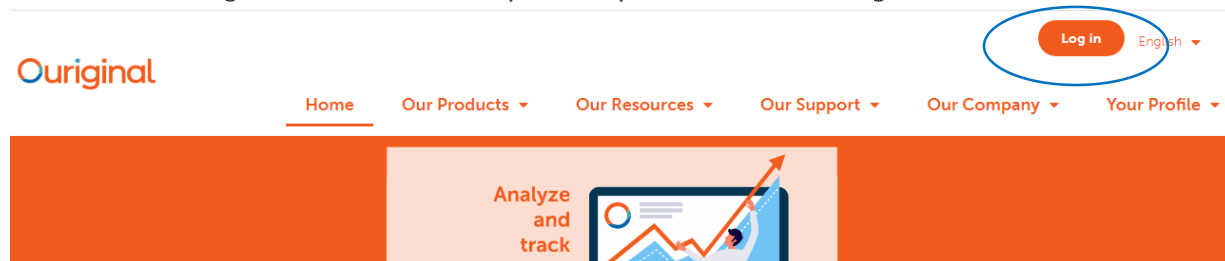 Log in English
Ouriginal
Home Our Products Our Resources Our Support Our Company Your Profile
Analyze
and
track